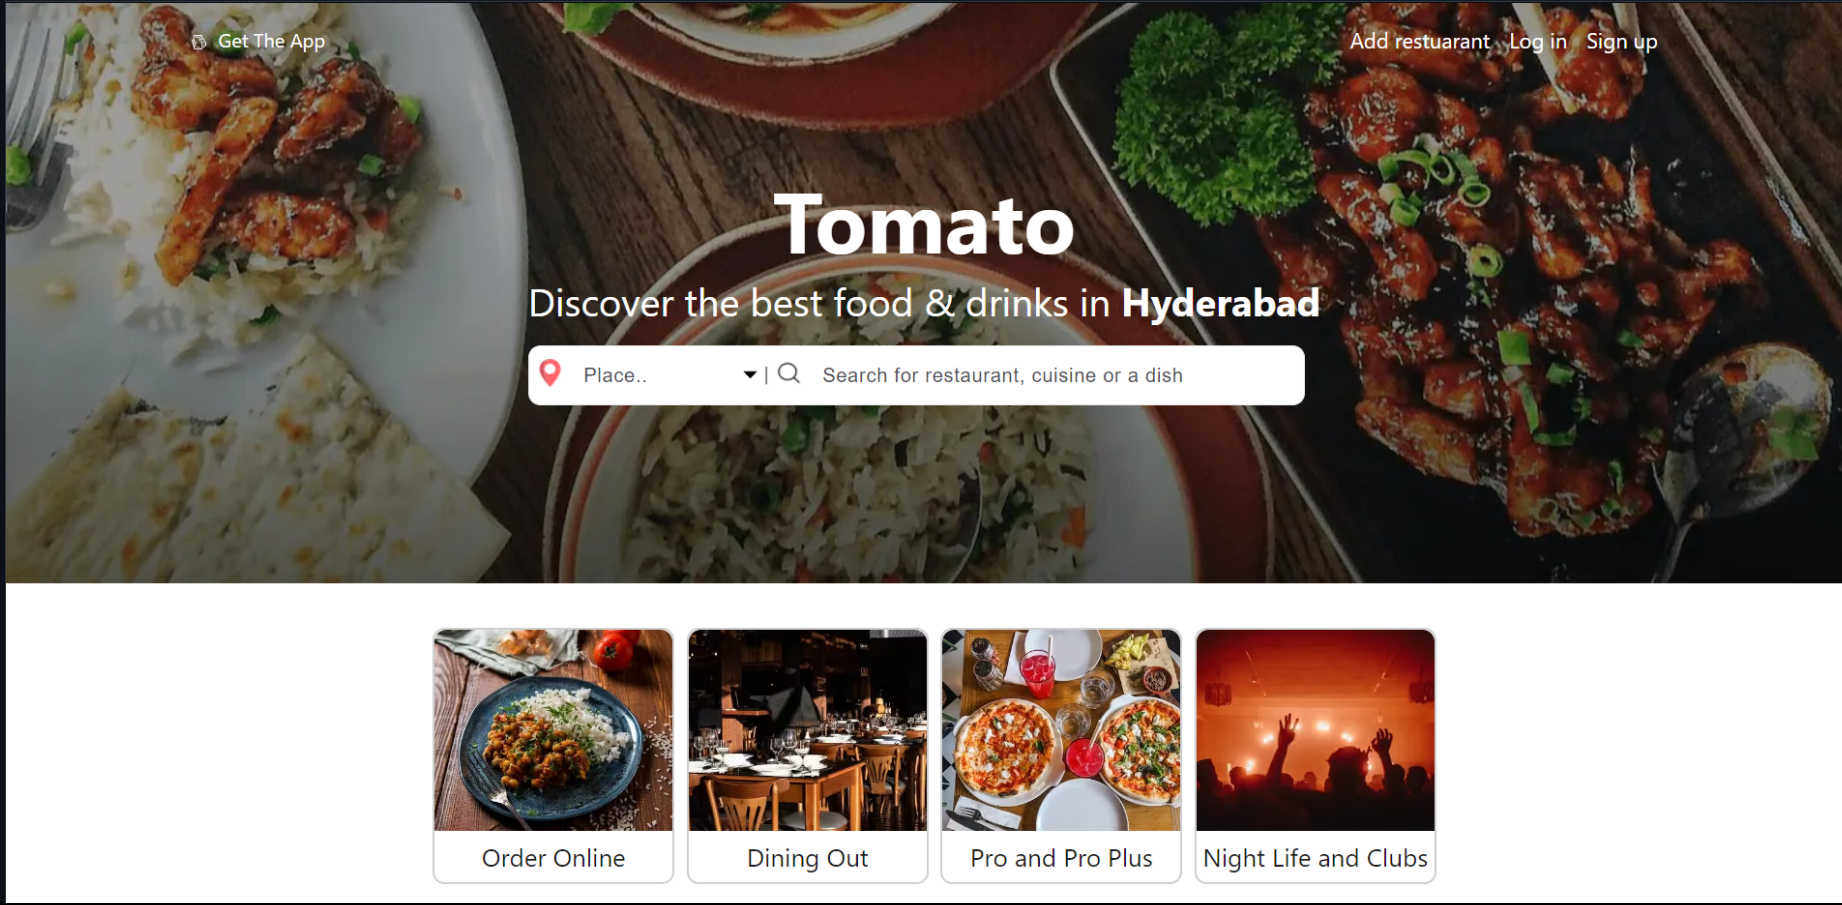 Get The App
Add restuarant Log in Sign up
Tomato
Discover the best food & drinks in Hyderabad
Place.. | Search for restaurant, cuisine or a dish
Order Online
Dining Out
Pro and Pro Plus
Night Life and Clubs